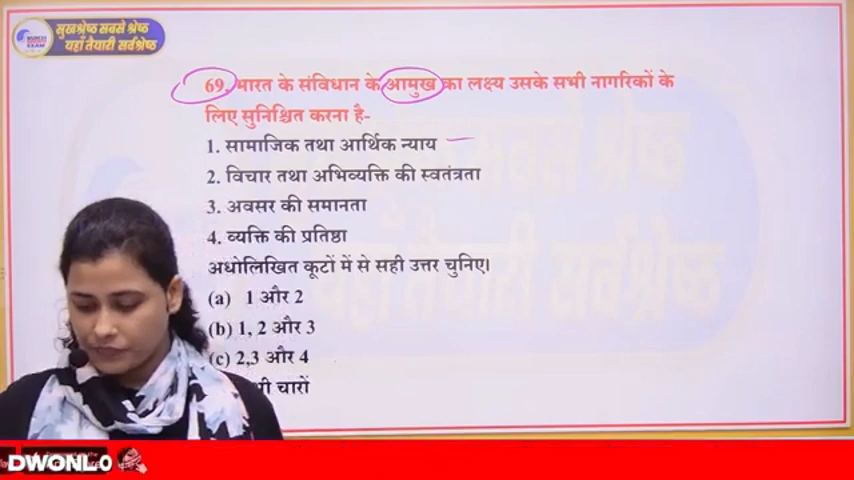 मुखश्रेष्ठ सबसे श्रेष्ठ
यहाँ तैयारी सर्वश्रेष्ठ
69. भारत के संविधान के आमुख का लक्ष्य उसके सभी नागरिकों के
लिए सुनिश्चित करना है-
1. सामाजिक तथा आर्थिक न्याय
2. विचार तथा अभिव्यक्ति की स्वतंत्रता
3. अवसर की समानता
4. व्यक्ति की प्रतिष्ठा
अधोलिखित कूटों में से सही उत्तर चुनिए।
(a) 1 और 2
(b) 1, 2 और 3
(c) 2,3 और 4
चारों
DWONLO